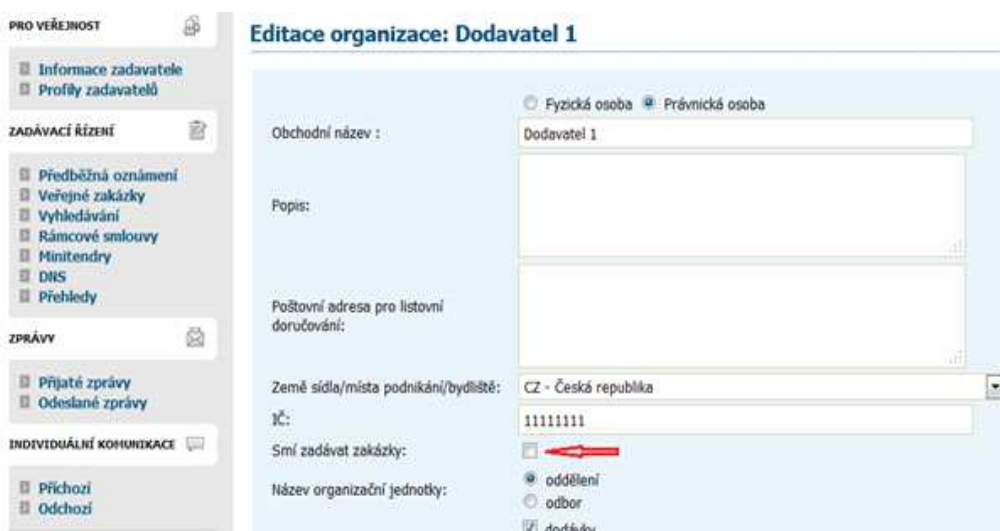 PRO VEŘEJNOST
Informace zadavatele
Profily zadavatelů
ZADÁVACÍ ŘÍZENÍ
Předběžná oznámení
Veřejné zakázky
Vyhledávání
Rámcové smlouvy
Minitendry
DNS
Přehledy
ZPRÁVY
Přijaté zprávy
Odeslané zprávy
INDIVIDUÁLNÍ KOMUNIKACE
Příchozí
Odchozí
Editace organizace: Dodavatel 1
Fyzická osoba Právnická osoba
Obchodní název : Dodavatel 1
Popis:
Poštovní adresa pro listovní
doručování:
Země sídla/místa podnikání/bydliště: CZ - Česká republika
IČ: 11111111
Smí zadávat zakázky:
Název organizační jednotky: oddělení
odbor
dodávky